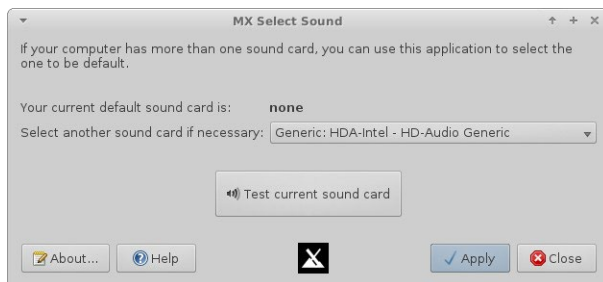 MX Select Sound
If your computer has more than one sound card, you can use this application to select the
one to be default.
Your current default sound card is: none
Select another sound card if necessary: Generic: HDA-Intel - HD-Audio Generic
Test current sound card
About... Help Apply Close